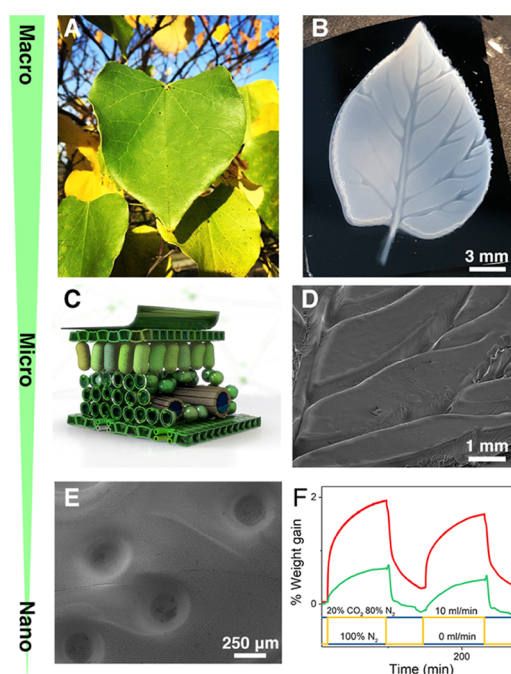 Macro
Micro
Nano
A
B
3 mm
C
D
1 mm
E
250 µm
F
% Weight gain
2
0
20% CO2 80% N2
10 ml/min
100% N2
0 ml/min
200
Time (min)